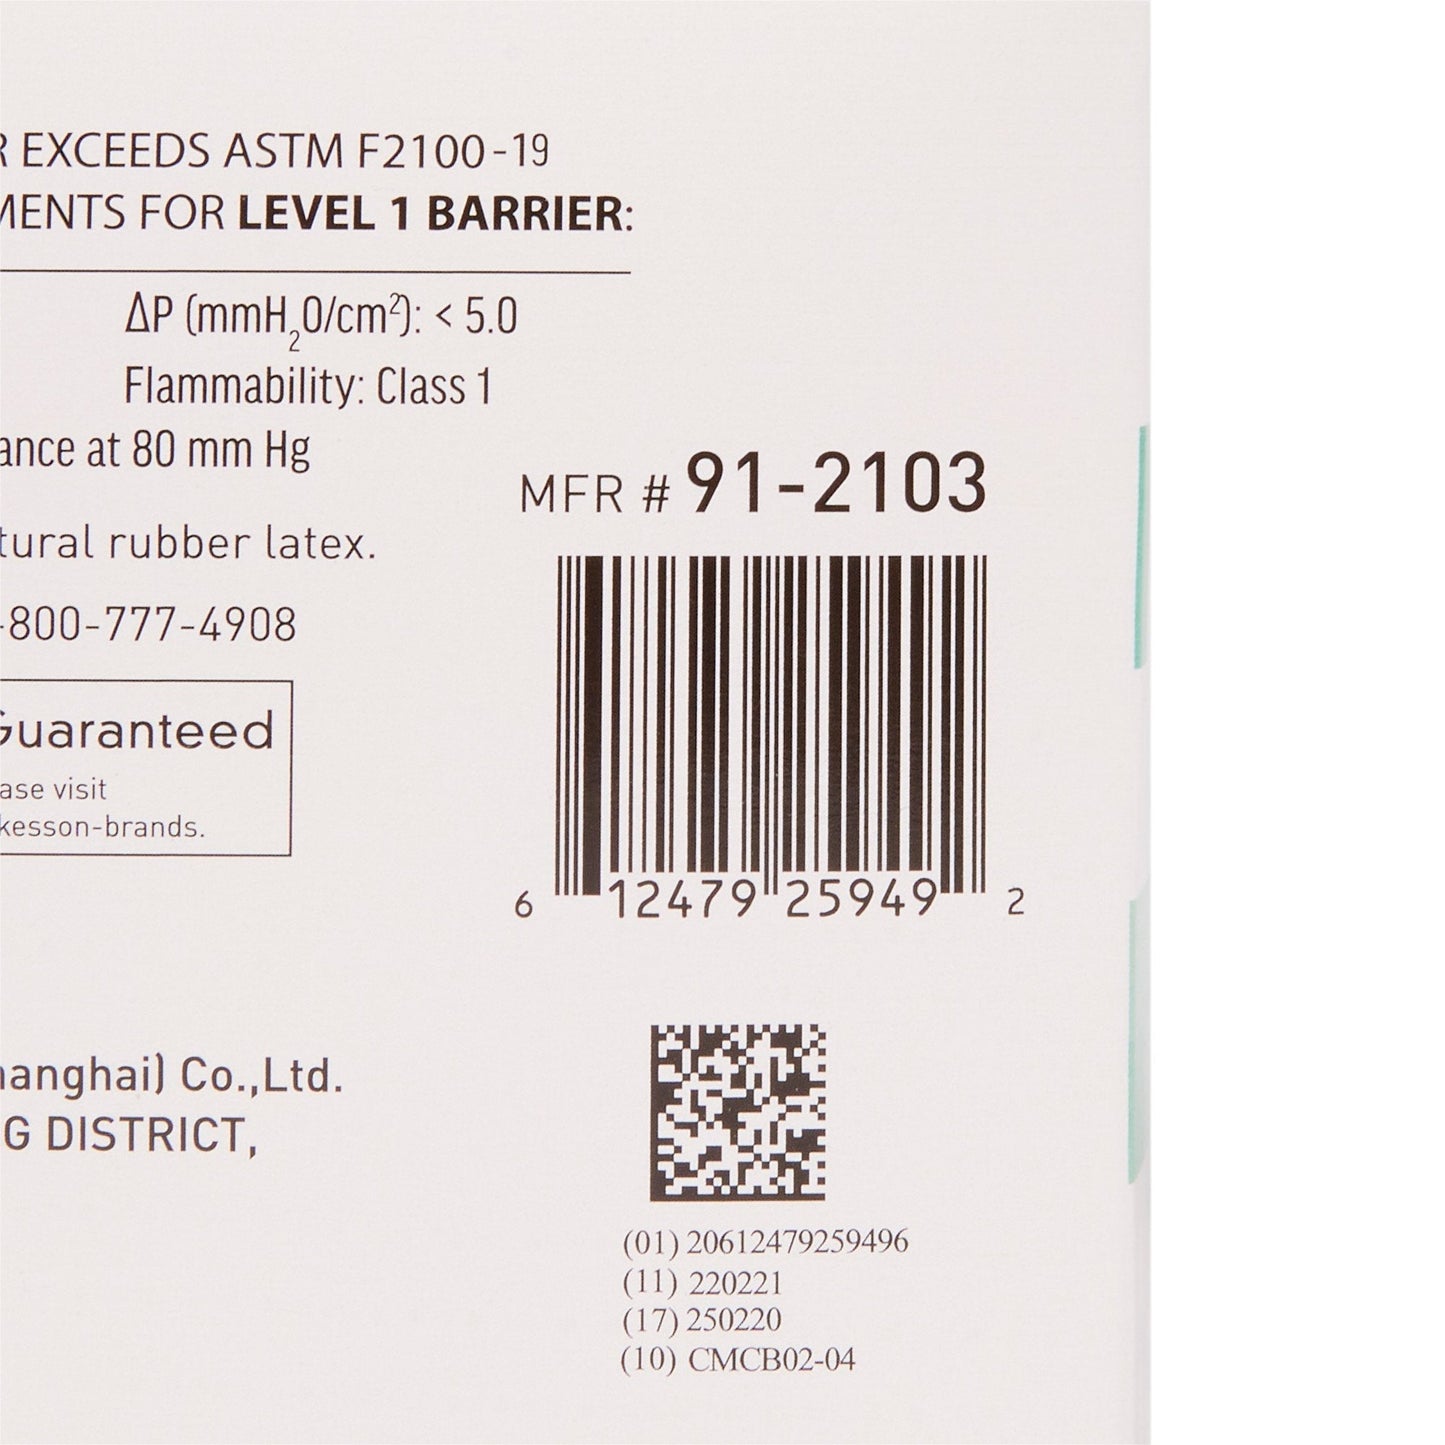 R EXCEEDS ASTM F2100-19
MENTS FOR LEVEL 1 BARRIER:
ΔP (mmH₂O/cm²): < 5.0
Flammability: Class 1
ance at 80 mm Hg
MFR # 91-2103
tural rubber latex.
-800-777-4908
Guaranteed
ase visit
kesson-brands.
6 12479 25949 2
hanghai) Co.,Ltd.
G DISTRICT,
(01) 20612479259496
(11) 220221
(17) 250220
(10) CMCB02-04